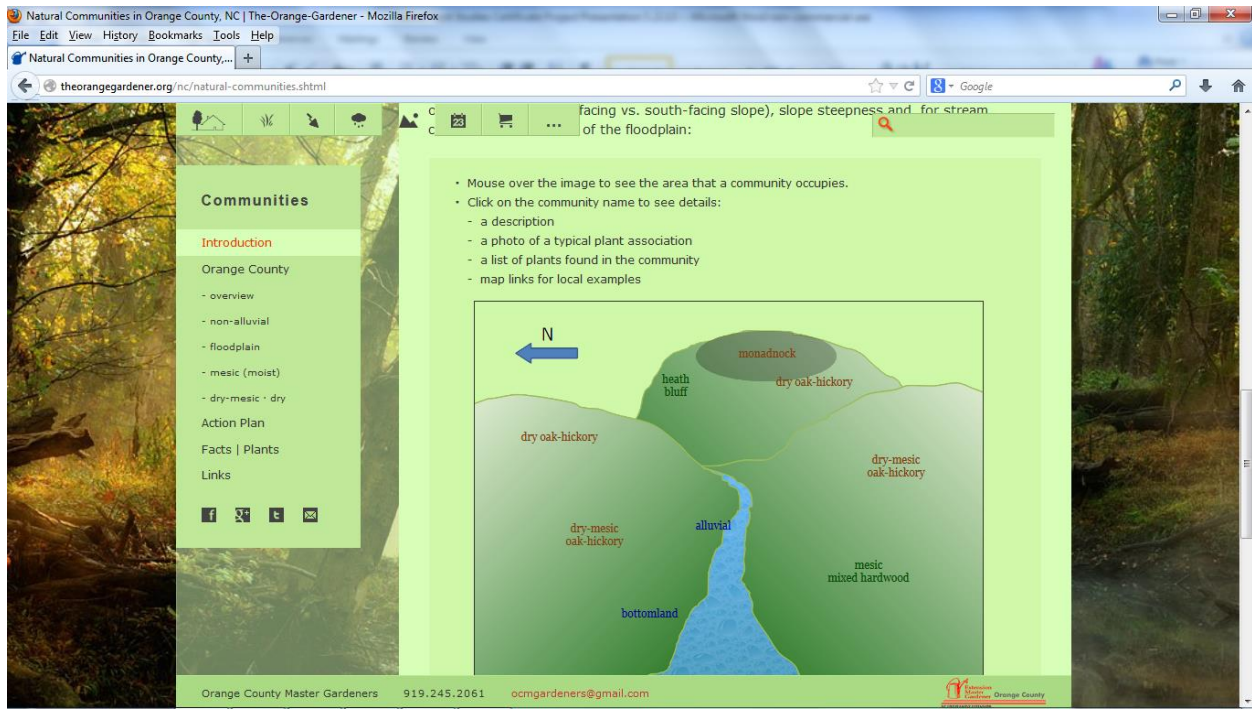 Natural Communities in Orange County, NC | The-Orange-Gardener - Mozilla Firefox
File Edit View History Bookmarks Tools Help
Natural Communities in Orange County,... +
theorangegardener.org/nc/natural-communities.shtml
Google
facing vs. south-facing slope), slope steepness and, for stream
of the floodplain:
23
...
Communities
Introduction
Orange County
- overview
- non-alluvial
- floodplain
- mesic (moist)
- dry-mesic · dry
Action Plan
Facts | Plants
Links
• Mouse over the image to see the area that a community occupies.
• Click on the community name to see details:
- a description
- a photo of a typical plant association
- a list of plants found in the community
- map links for local examples
N
monadnock
heath
bluff
dry oak-hickory
dry oak-hickory
dry-mesic
oak-hickory
dry-mesic
oak-hickory
alluvial
mesic
mixed hardwood
bottomland
Orange County Master Gardeners 919.245.2061 ocmgardeners@gmail.com
Extension
Master
Gardener Orange County